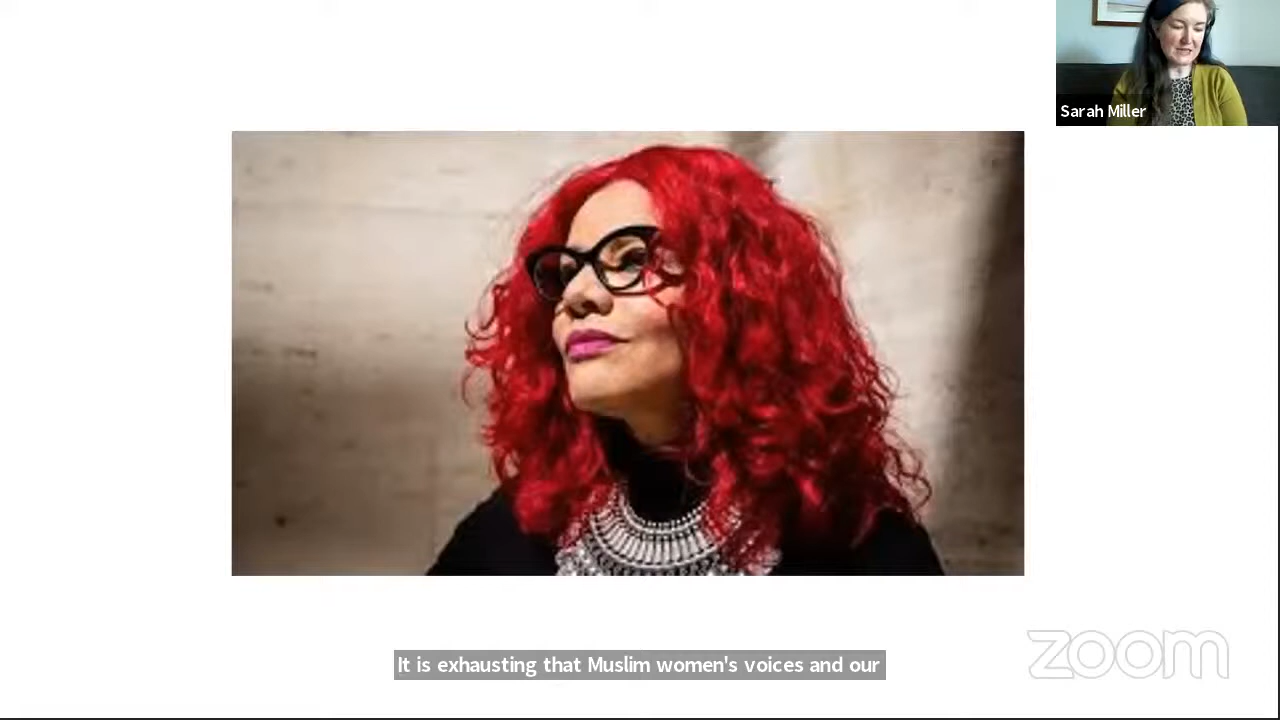 Sarah Miller
It is exhausting that Muslim women's voices and our
zoom